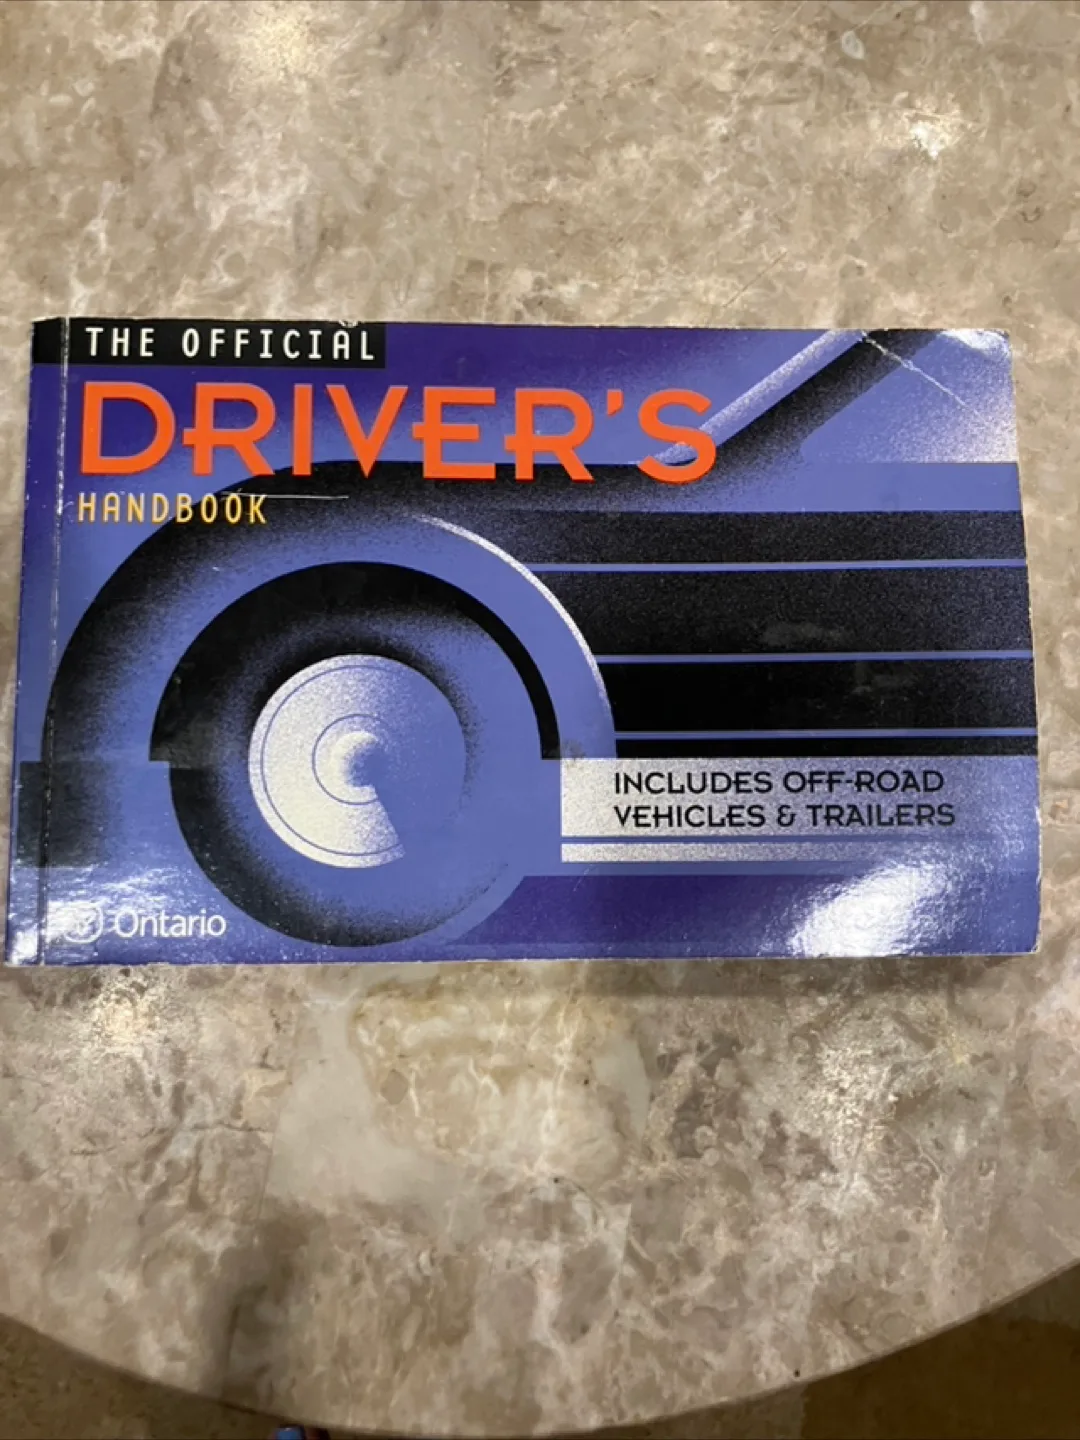 THE OFFICIAL
DRIVER'S
HANDBOOK
INCLUDES OFF-ROAD
VEHICLES & TRAILERS
Ontario